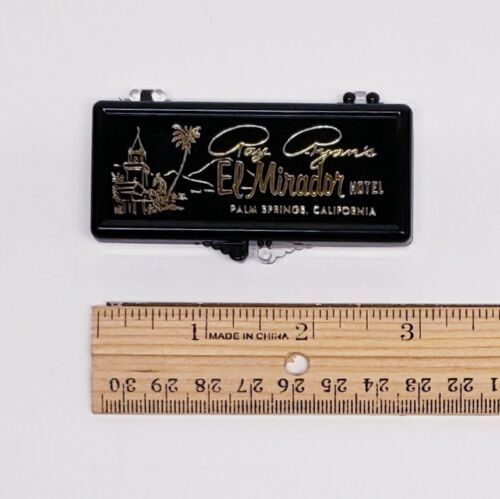 Ray Ryan's
El Mirador HOTEL
PALM SPRINGS, CALIFORNIA
1 MADE IN CHINA 2 3
30 29 28 27 26 25 24 23 22 21